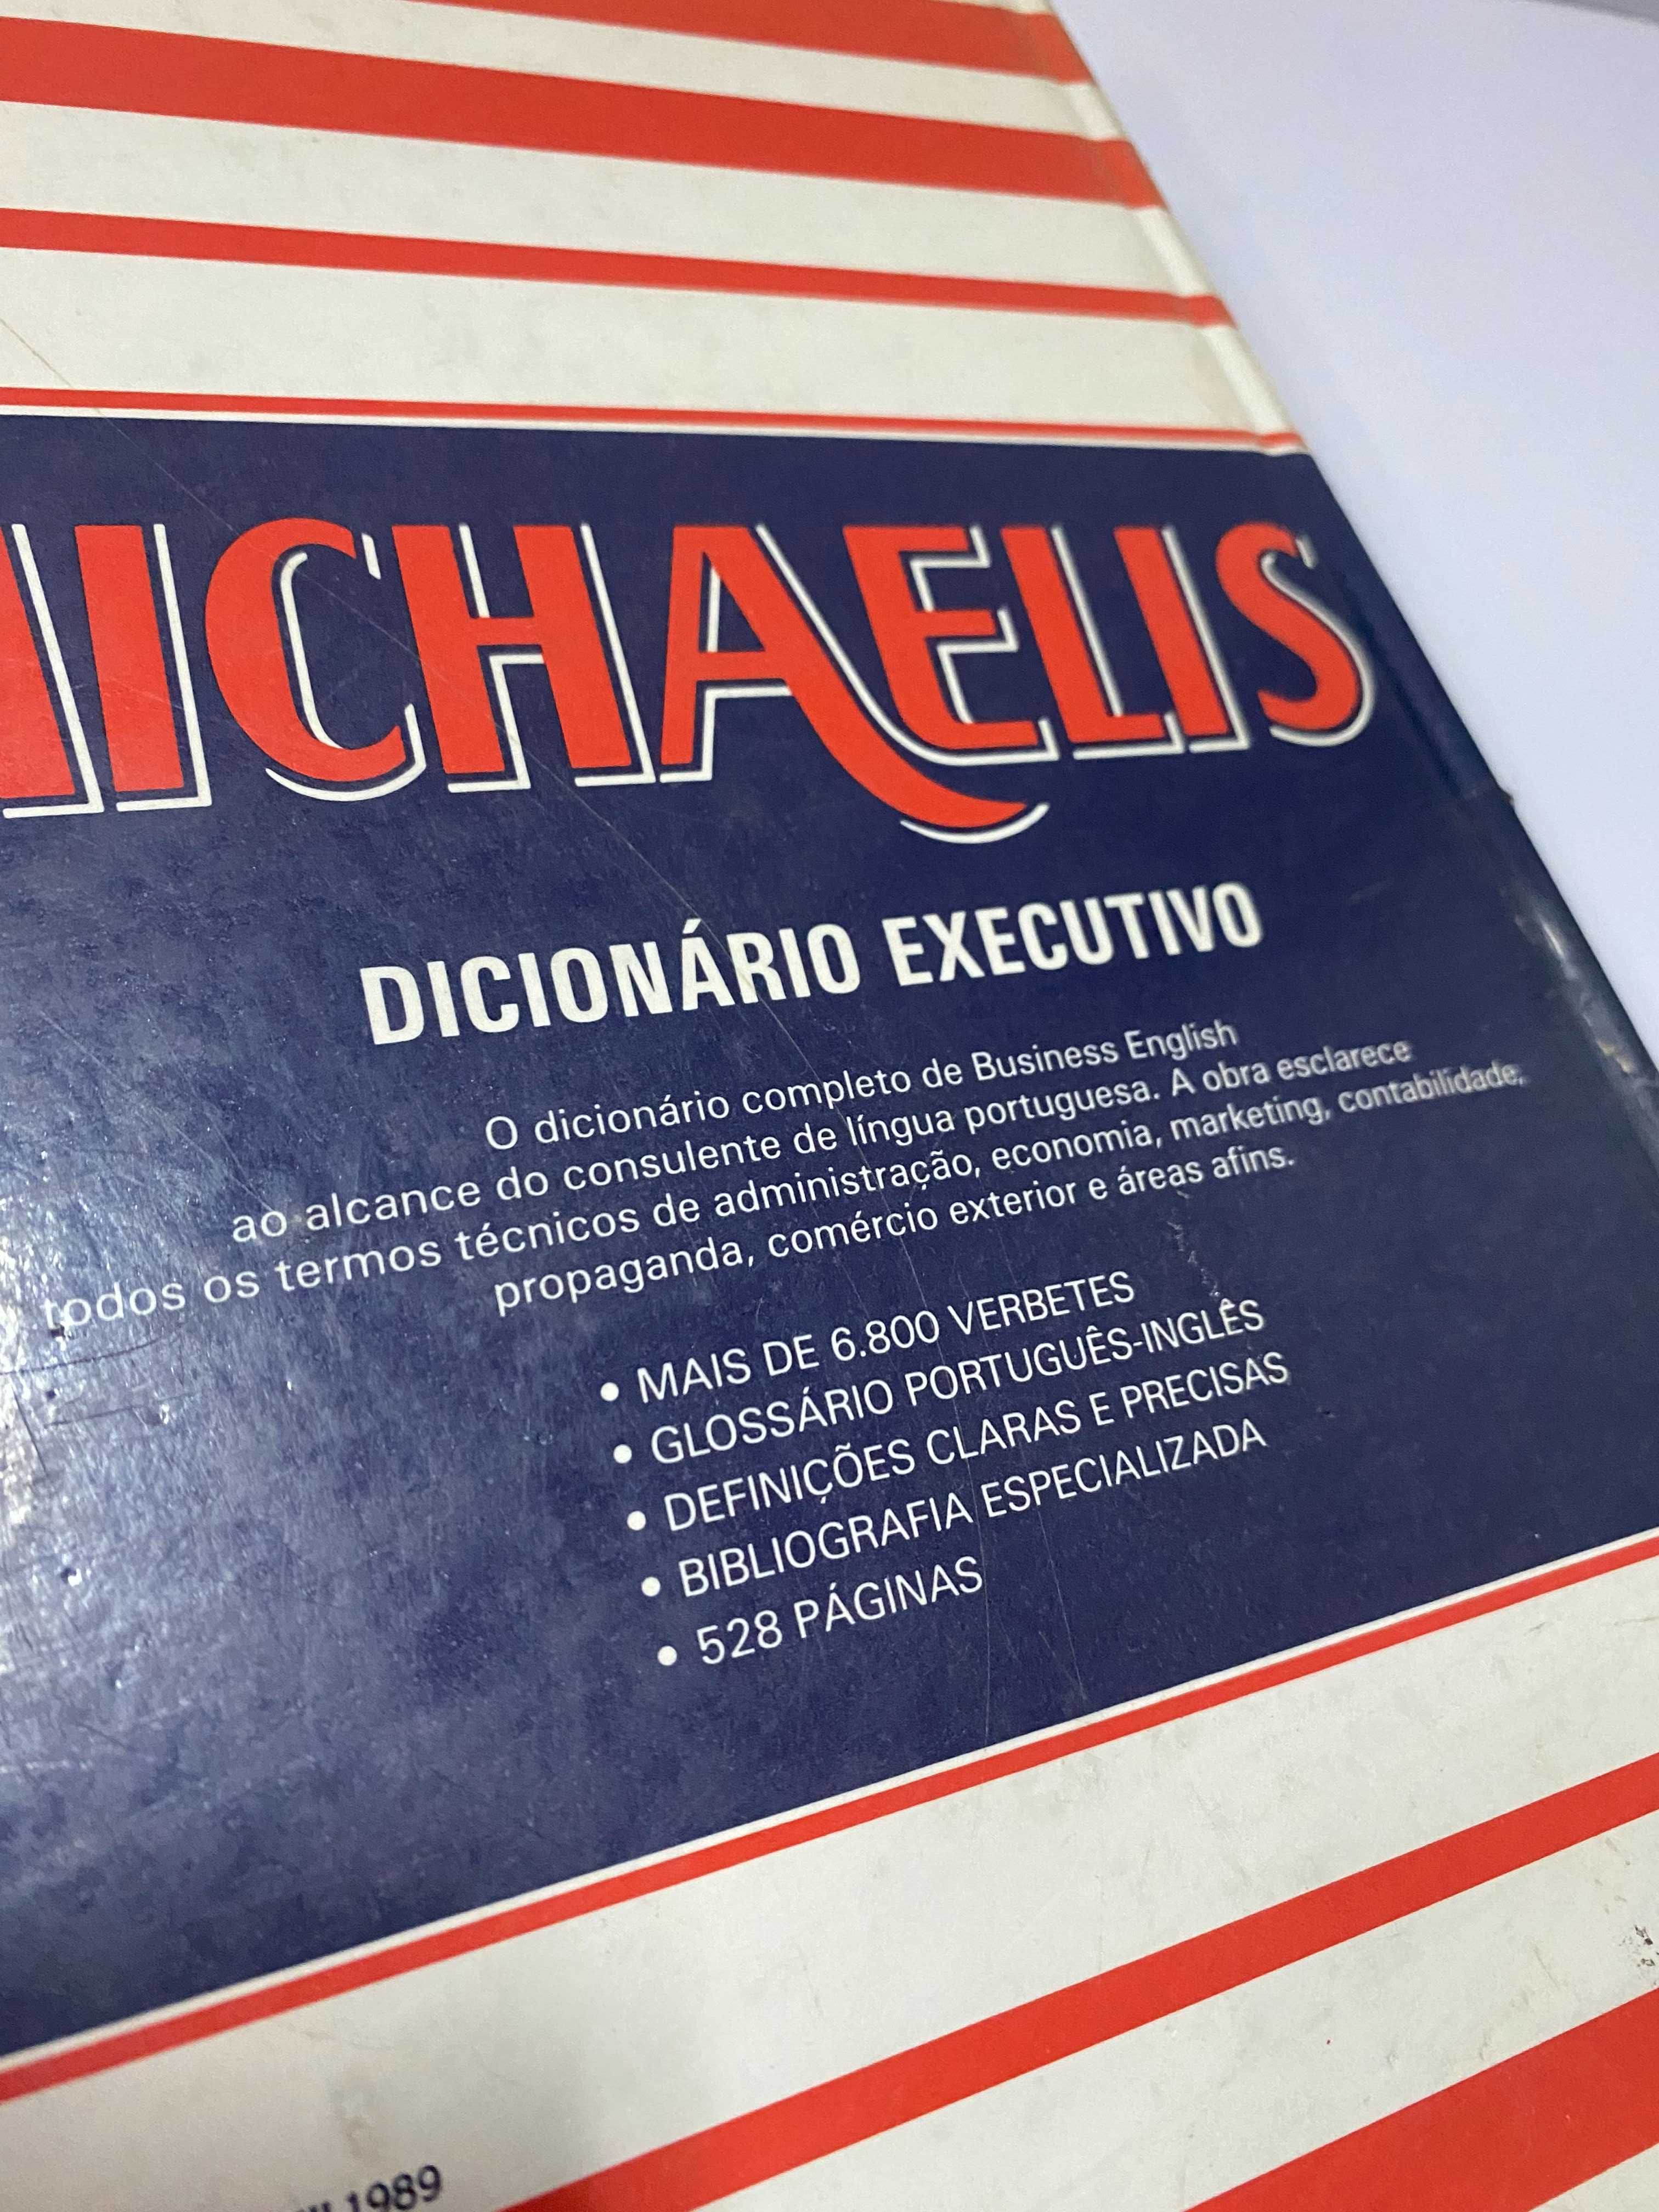 MICHAELIS
DICIONÁRIO EXECUTIVO
O dicionário completo de Business English
ao alcance do consulente de língua portuguesa. A obra esclarece
todos os termos técnicos de administração, economia, marketing, contabilidade,
propaganda, comércio exterior e áreas afins.
• MAIS DE 6.800 VERBETES
• GLOSSÁRIO PORTUGUÊS-INGLÊS
• DEFINIÇÕES CLARAS E PRECISAS
• BIBLIOGRAFIA ESPECIALIZADA
• 528 PÁGINAS
1989